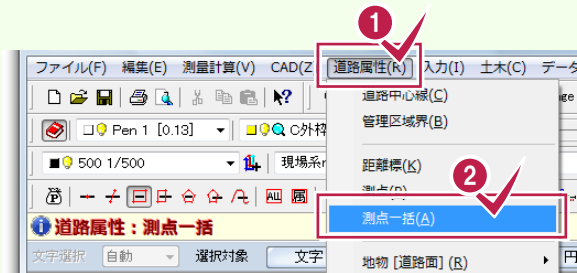 1
ファイル(F) 編集(E) 測量計算(V) CAD(Z) 道路属性(R) 入力(I) 土木(C) データ
道路中心線(C)
管理区域界(B)
Pen 1 [0.13] C外枠
500 1/500 現場系
距離標(K)
2
測点(P)
測点一括(A)
道路属性：測点一括
文字選択 自動 選択対象 文字 円
地物 [道路面] (R)